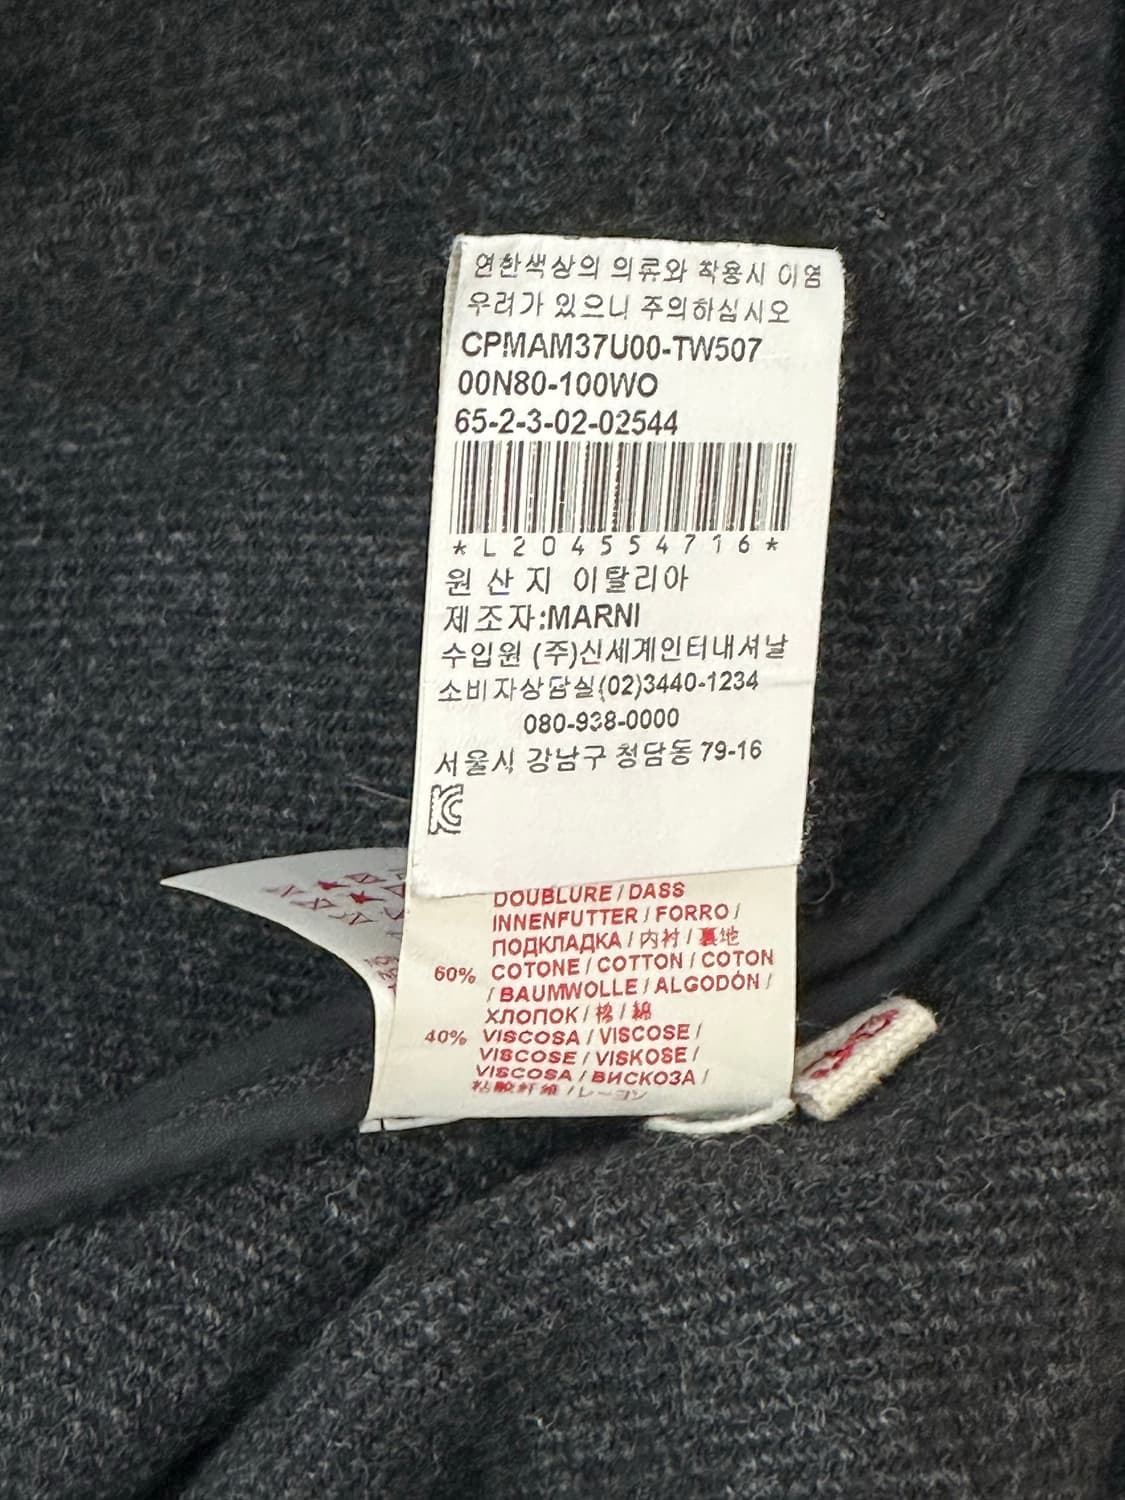 연한색상의 의류와 착용시 이염
우려가 있으니 주의하십시오
CPMAM37U00-TW507
00N80-100WO
65-2-3-02-02544
*L204554716*
원 산 지 이탈리아
제 조 자:MARNI
수입원 (주)신세계인터내셔날
소비자상담실(02)3440-1234
080-938-0000
서울시 강남구 청담동 79-16
DOUBLURE / DASS
INNENFUTTER / FORRO /
ПОДКЛАДКА / 内衬 / 裏地
60% COTONE / COTTON / COTON
/ BAUMWOLLE / ALGODÓN /
ХЛОПОК / 棉 / 綿
40% VISCOSA / VISCOSE /
VISCOSE / VISKOSE /
VISCOSA / ВИСКОЗА /
粘胶纤维 / レーヨン